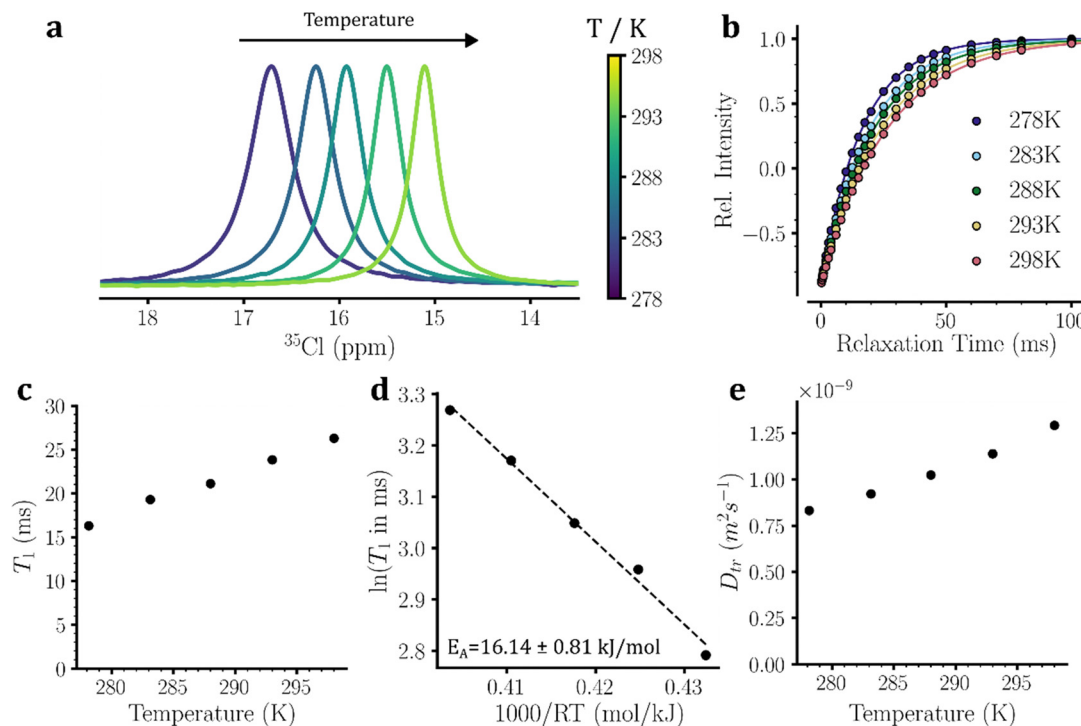 a
Temperature
T / K
298
293
288
283
278
18 17 16 15 14
³⁵Cl (ppm)
b
Rel. Intensity
1.0
0.5
0.0
−0.5
278K
283K
288K
293K
298K
0 50 100
Relaxation Time (ms)
c
T₁ (ms)
30
25
20
15
10
5
0
280 285 290 295
Temperature (K)
d
ln(T₁ in ms)
3.3
3.2
3.1
3.0
2.9
2.8
E_A=16.14 ± 0.81 kJ/mol
0.41 0.42 0.43
1000/RT (mol/kJ)
e
×10⁻⁹
D_tr (m²s⁻¹)
1.25
1.00
0.75
0.50
0.25
0.00
280 285 290 295
Temperature (K)